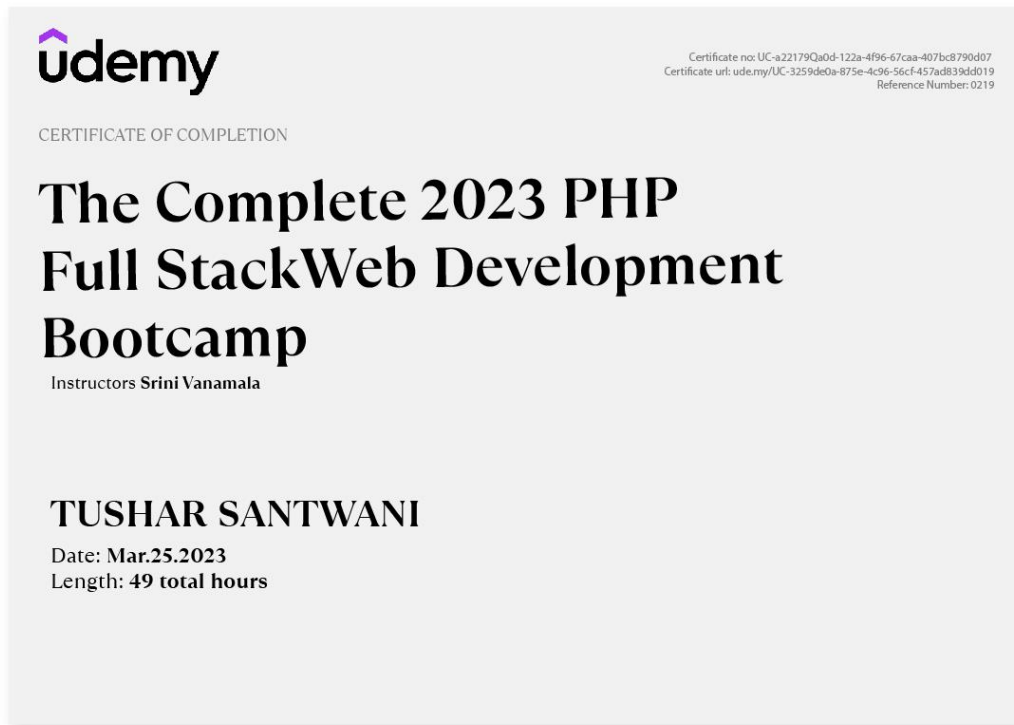 udemy
Certificate no: UC-a22179Qa0d-122a-4f96-67caa-407bc8790d07
Certificate url: ude.my/UC-3259de0a-875e-4c96-56cf-457ad839dd019
Reference Number: 0219
CERTIFICATE OF COMPLETION
The Complete 2023 PHP
Full StackWeb Development
Bootcamp
Instructors Srini Vanamala
TUSHAR SANTWANI
Date: Mar.25.2023
Length: 49 total hours